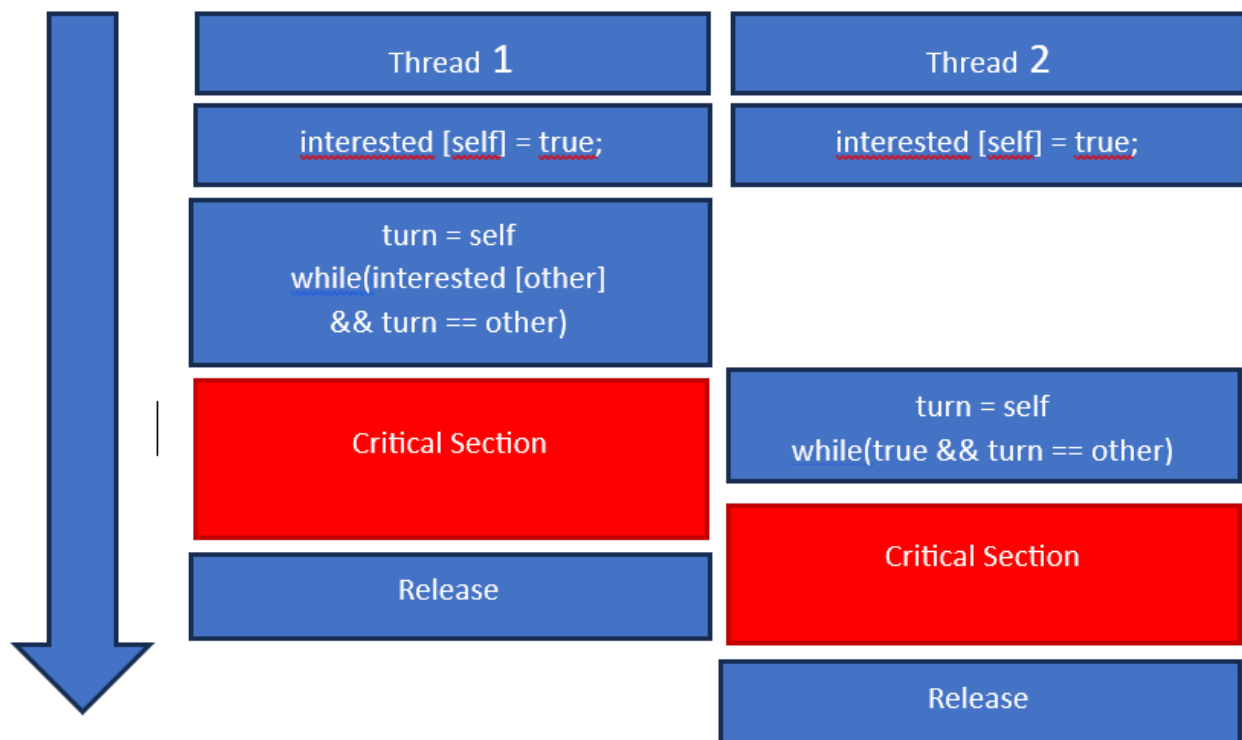 Thread 1
Thread 2
interested [self] = true;
interested [self] = true;
turn = self
while(interested [other]
&& turn == other)
turn = self
while(true && turn == other)
Critical Section
Critical Section
Release
Release